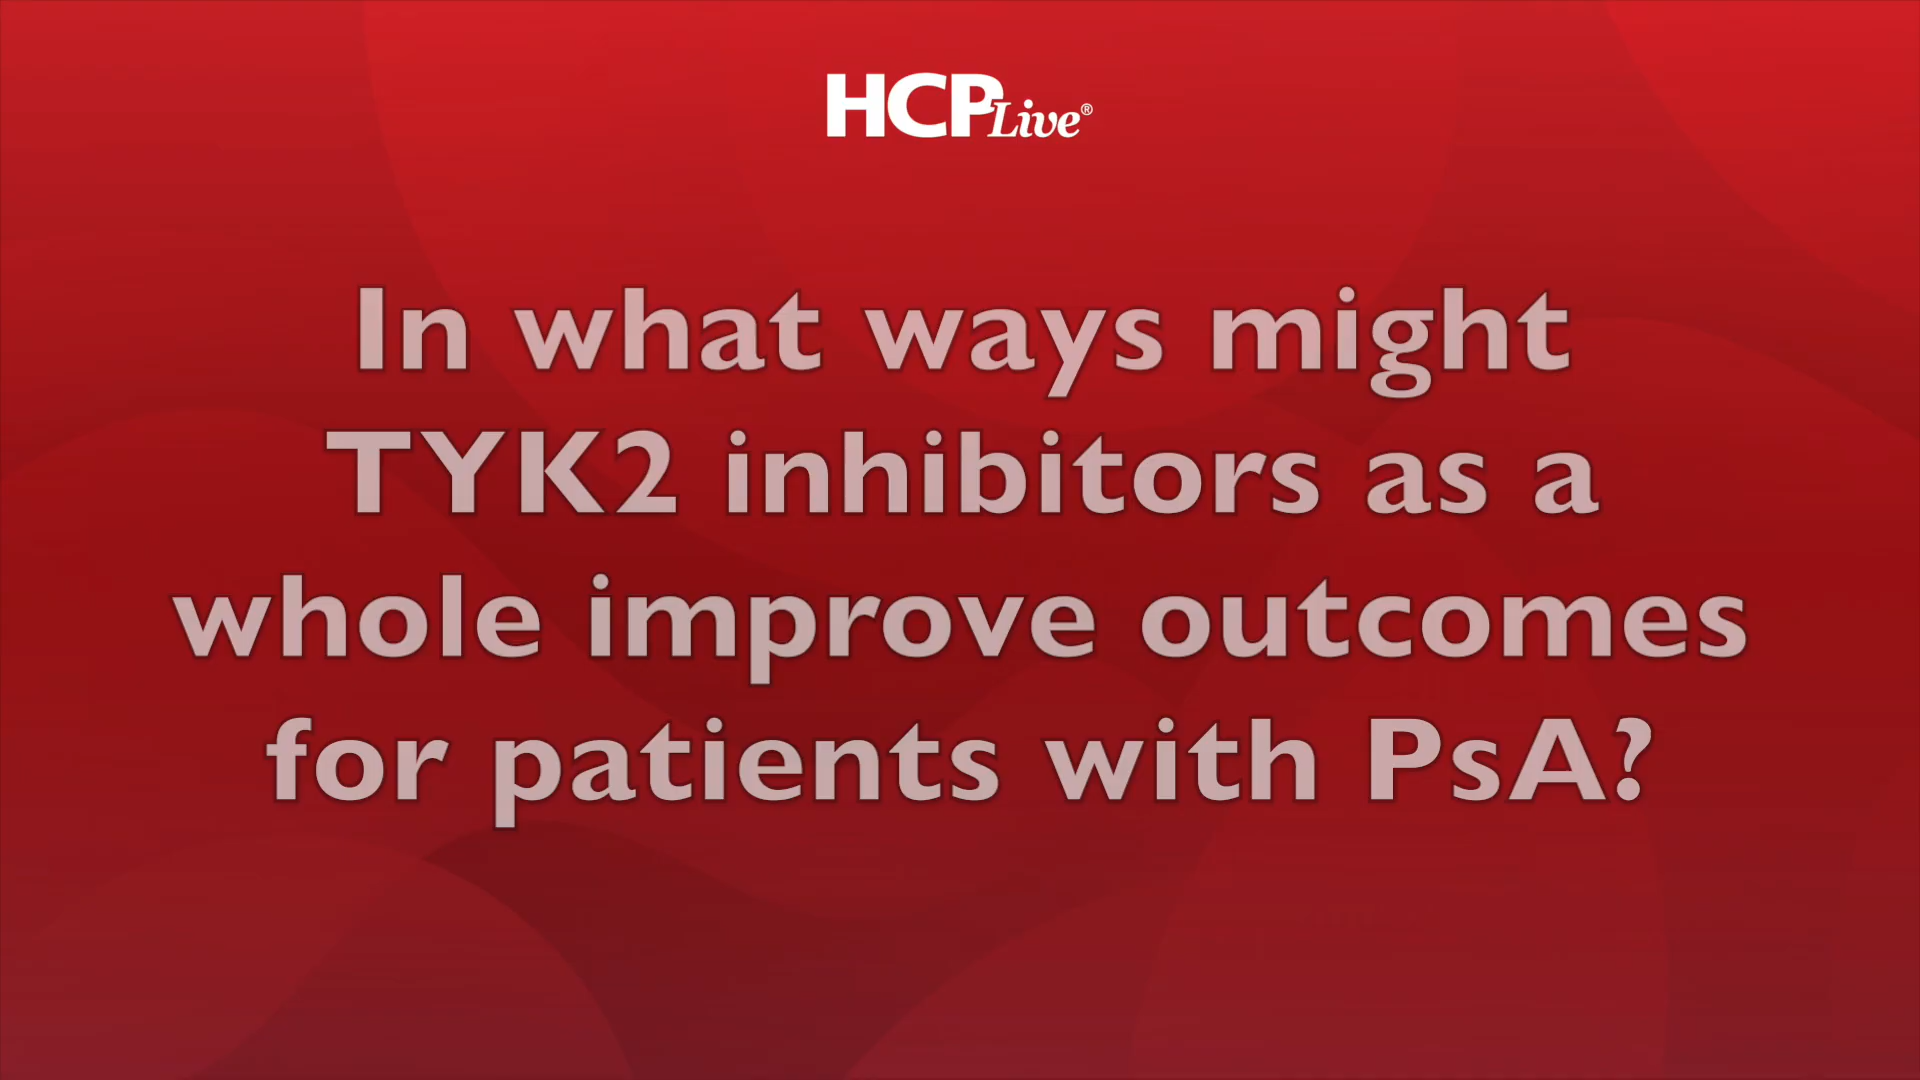 HCPLive®
In what ways might
TYK2 inhibitors as a
whole improve outcomes
for patients with PsA?